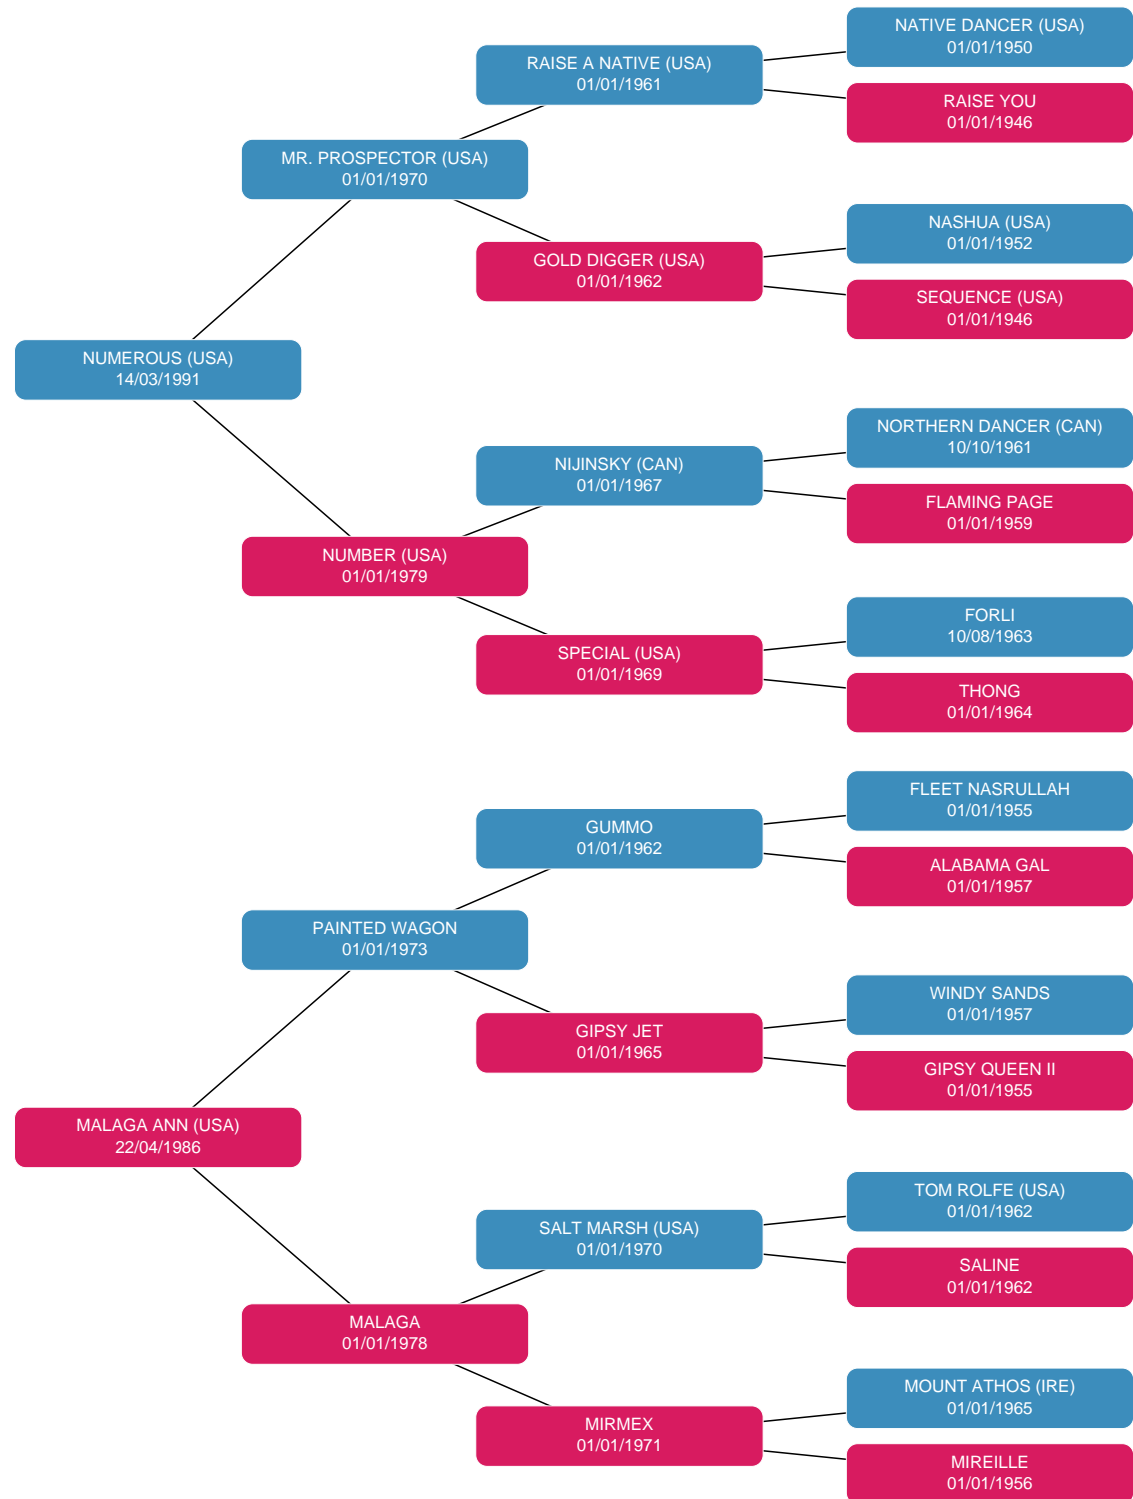 NATIVE DANCER (USA)
01/01/1950
RAISE A NATIVE (USA)
01/01/1961
RAISE YOU
01/01/1946
MR. PROSPECTOR (USA)
01/01/1970
NASHUA (USA)
01/01/1952
GOLD DIGGER (USA)
01/01/1962
SEQUENCE (USA)
01/01/1946
NUMEROUS (USA)
14/03/1991
NORTHERN DANCER (CAN)
10/10/1961
NIJINSKY (CAN)
01/01/1967
FLAMING PAGE
01/01/1959
NUMBER (USA)
01/01/1979
FORLI
10/08/1963
SPECIAL (USA)
01/01/1969
THONG
01/01/1964
FLEET NASRULLAH
01/01/1955
GUMMO
01/01/1962
ALABAMA GAL
01/01/1957
PAINTED WAGON
01/01/1973
WINDY SANDS
01/01/1957
GIPSY JET
01/01/1965
GIPSY QUEEN II
01/01/1955
MALAGA ANN (USA)
22/04/1986
TOM ROLFE (USA)
01/01/1962
SALT MARSH (USA)
01/01/1970
SALINE
01/01/1962
MALAGA
01/01/1978
MOUNT ATHOS (IRE)
01/01/1965
MIRMEX
01/01/1971
MIREILLE
01/01/1956